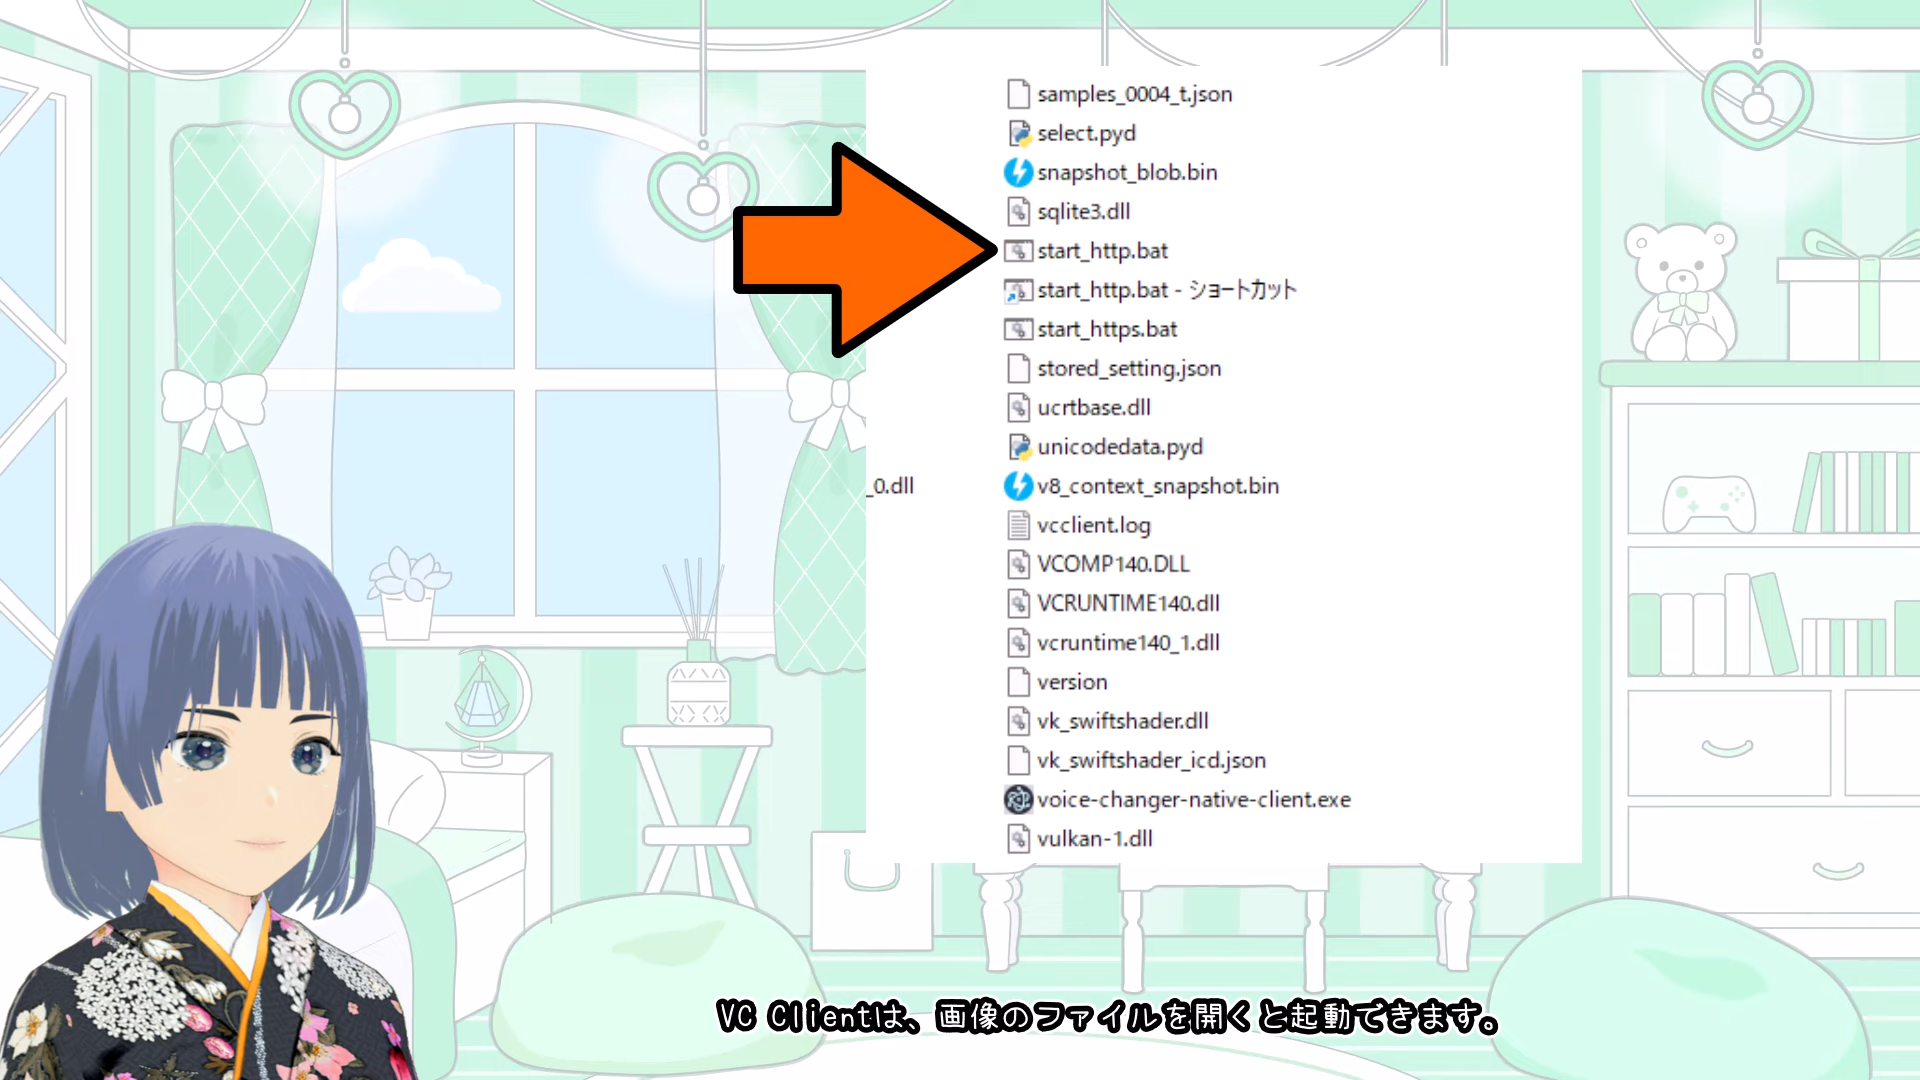 samples_0004_t.json
select.pyd
snapshot_blob.bin
sqlite3.dll
start_http.bat
start_http.bat - ショートカット
start_https.bat
stored_setting.json
ucrtbase.dll
unicodedata.pyd
_0.dll
v8_context_snapshot.bin
vcclient.log
VCOMP140.DLL
VCRUNTIME140.dll
vcruntime140_1.dll
version
vk_swiftshader.dll
vk_swiftshader_icd.json
voice-changer-native-client.exe
vulkan-1.dll
VC Clientは、画像のファイルを開くと起動できます。